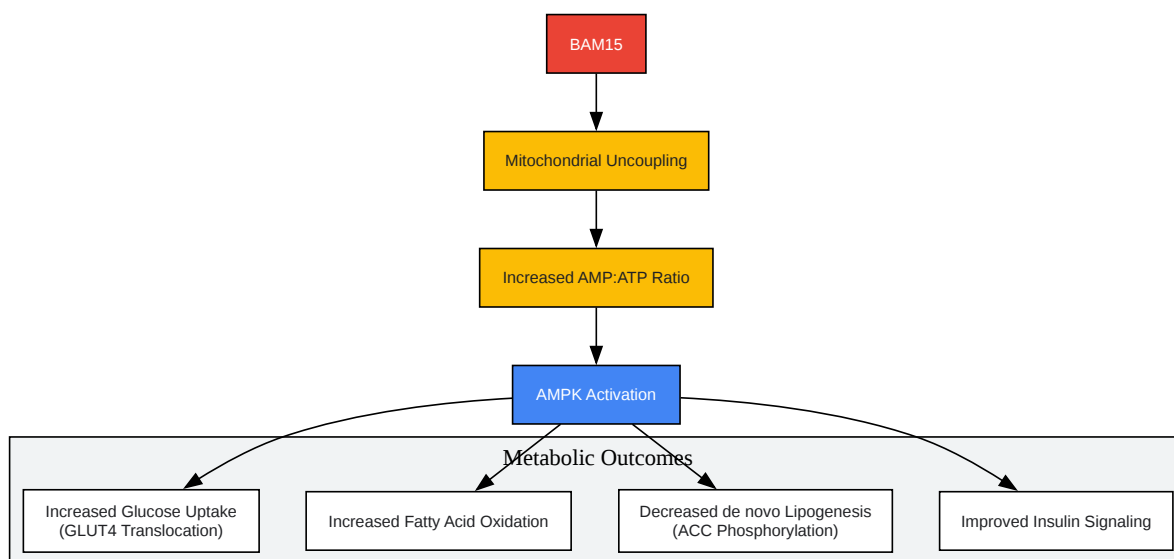 BAM15
Mitochondrial Uncoupling
Increased AMP:ATP Ratio
AMPK Activation
Metabolic Outcomes
Increased Glucose Uptake
(GLUT4 Translocation)
Increased Fatty Acid Oxidation
Decreased de novo Lipogenesis
(ACC Phosphorylation)
Improved Insulin Signaling